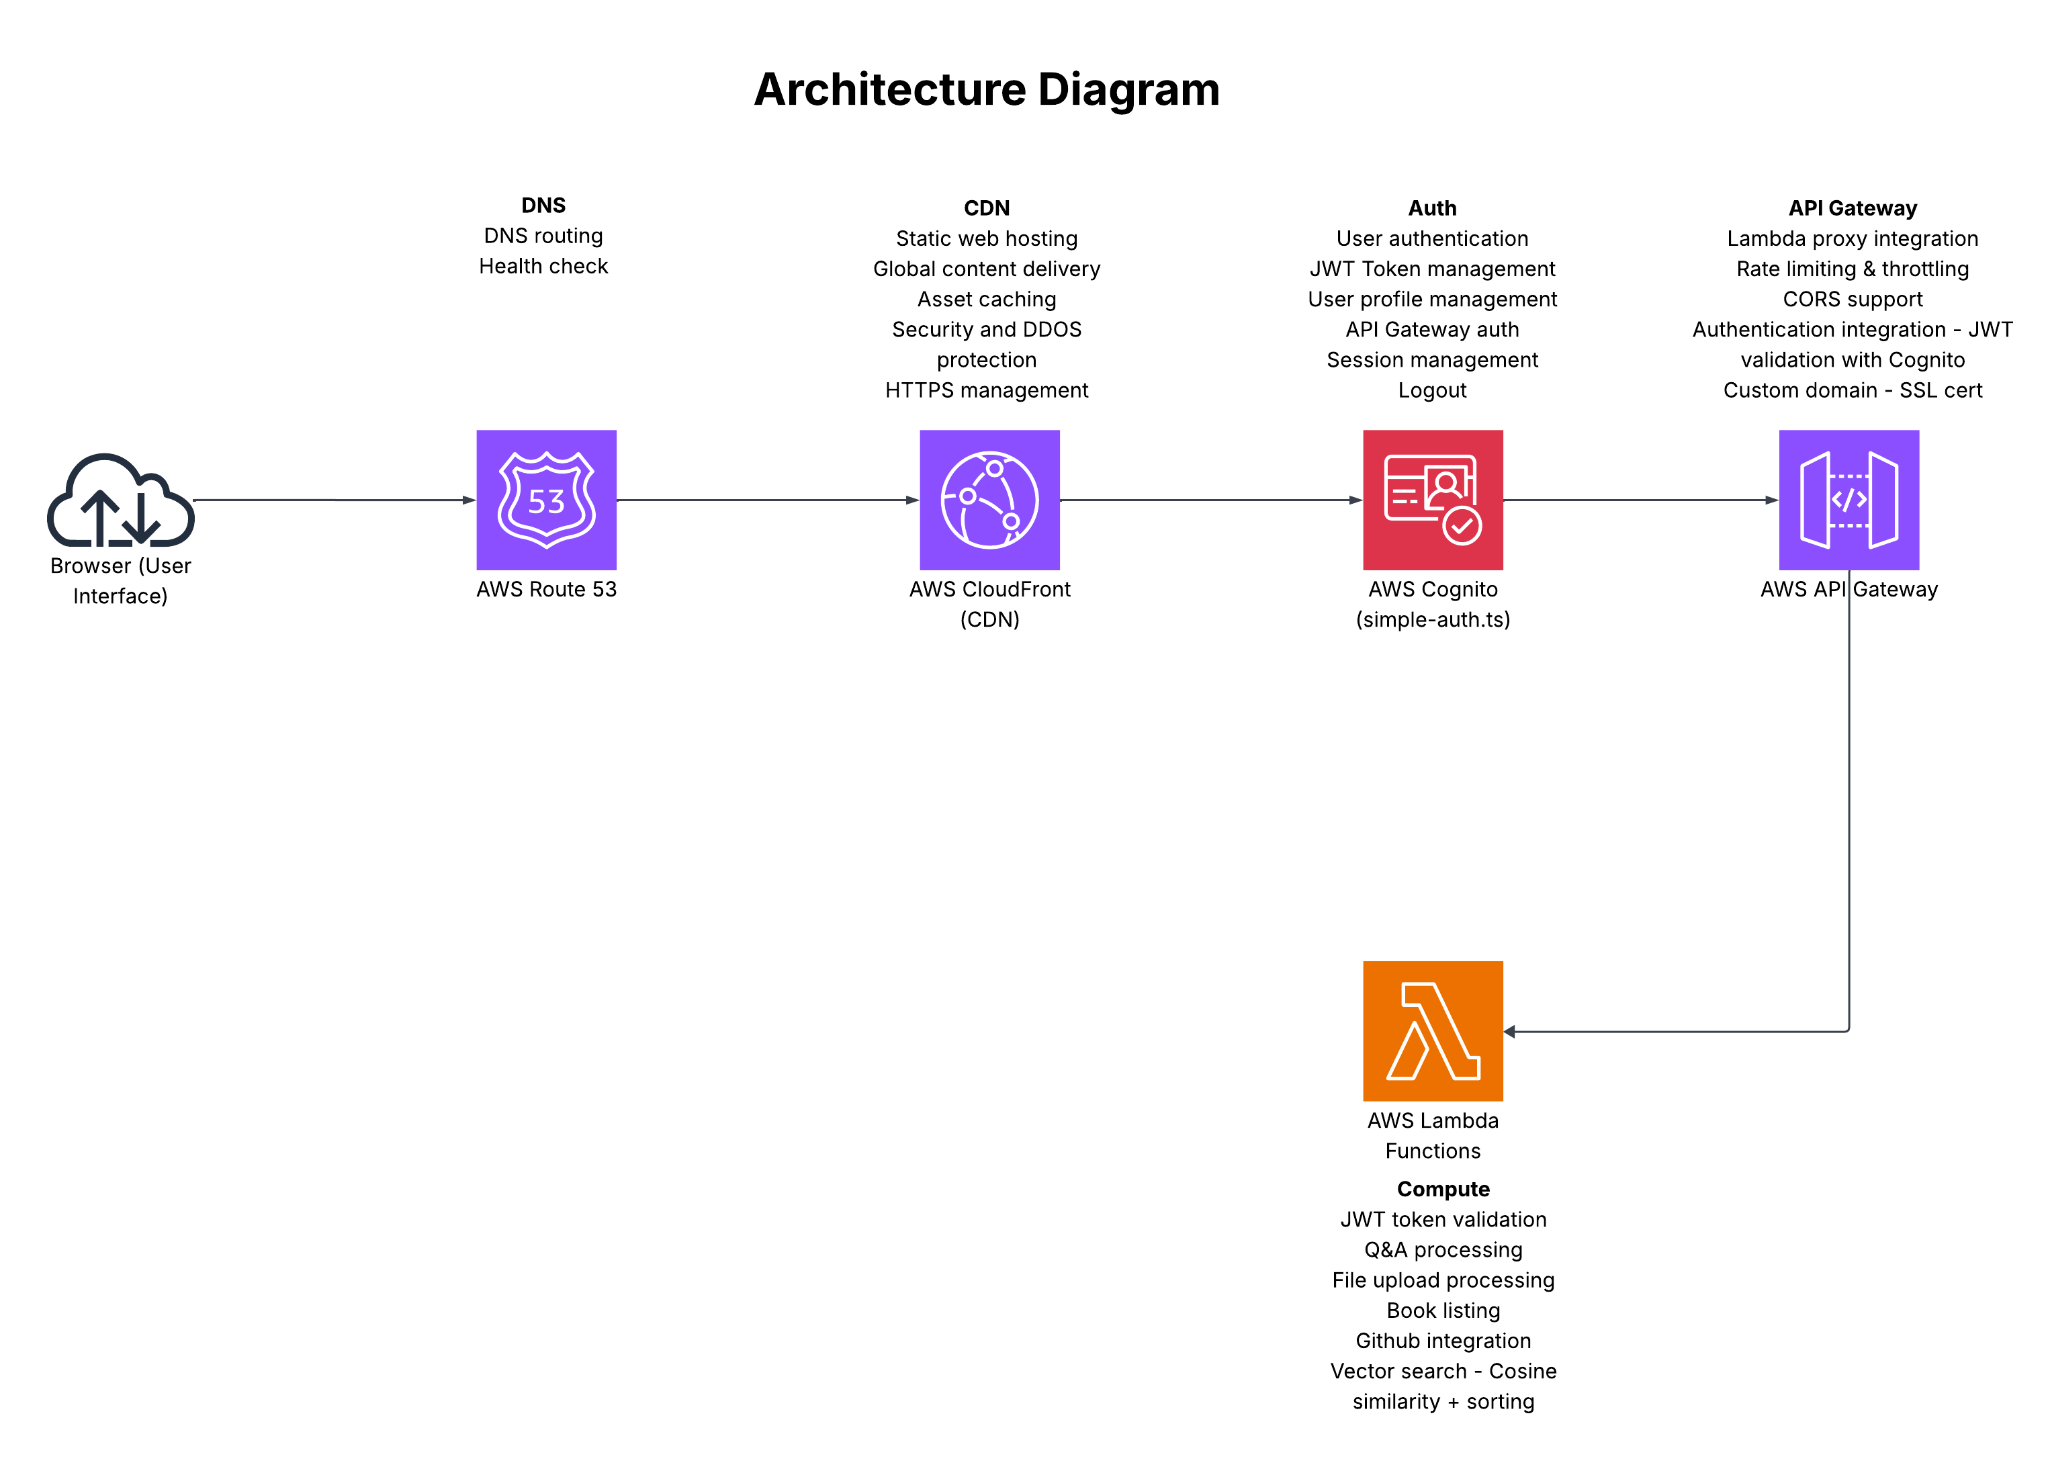 Architecture Diagram
DNS
DNS routing
Health check
CDN
Static web hosting
Global content delivery
Asset caching
Security and DDOS
protection
HTTPS management
Auth
User authentication
JWT Token management
User profile management
API Gateway auth
Session management
Logout
API Gateway
Lambda proxy integration
Rate limiting & throttling
CORS support
Authentication integration - JWT
validation with Cognito
Custom domain - SSL cert
53
Browser (User
Interface)
AWS Route 53
AWS CloudFront
(CDN)
AWS Cognito
(simple-auth.ts)
AWS API Gateway
AWS Lambda
Functions
Compute
JWT token validation
Q&A processing
File upload processing
Book listing
Github integration
Vector search - Cosine
similarity + sorting